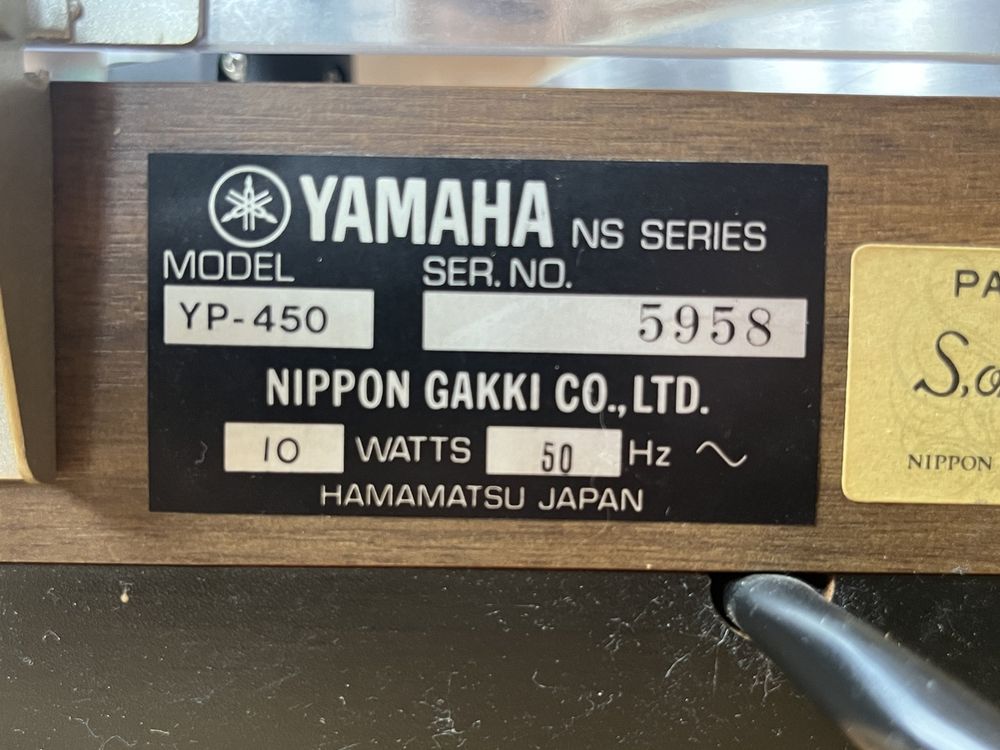 YAMAHA NS SERIES
MODEL SER. NO.
YP-450 5958
NIPPON GAKKI CO., LTD.
10 WATTS 50 Hz ~
HAMAMATSU JAPAN
NIPPON